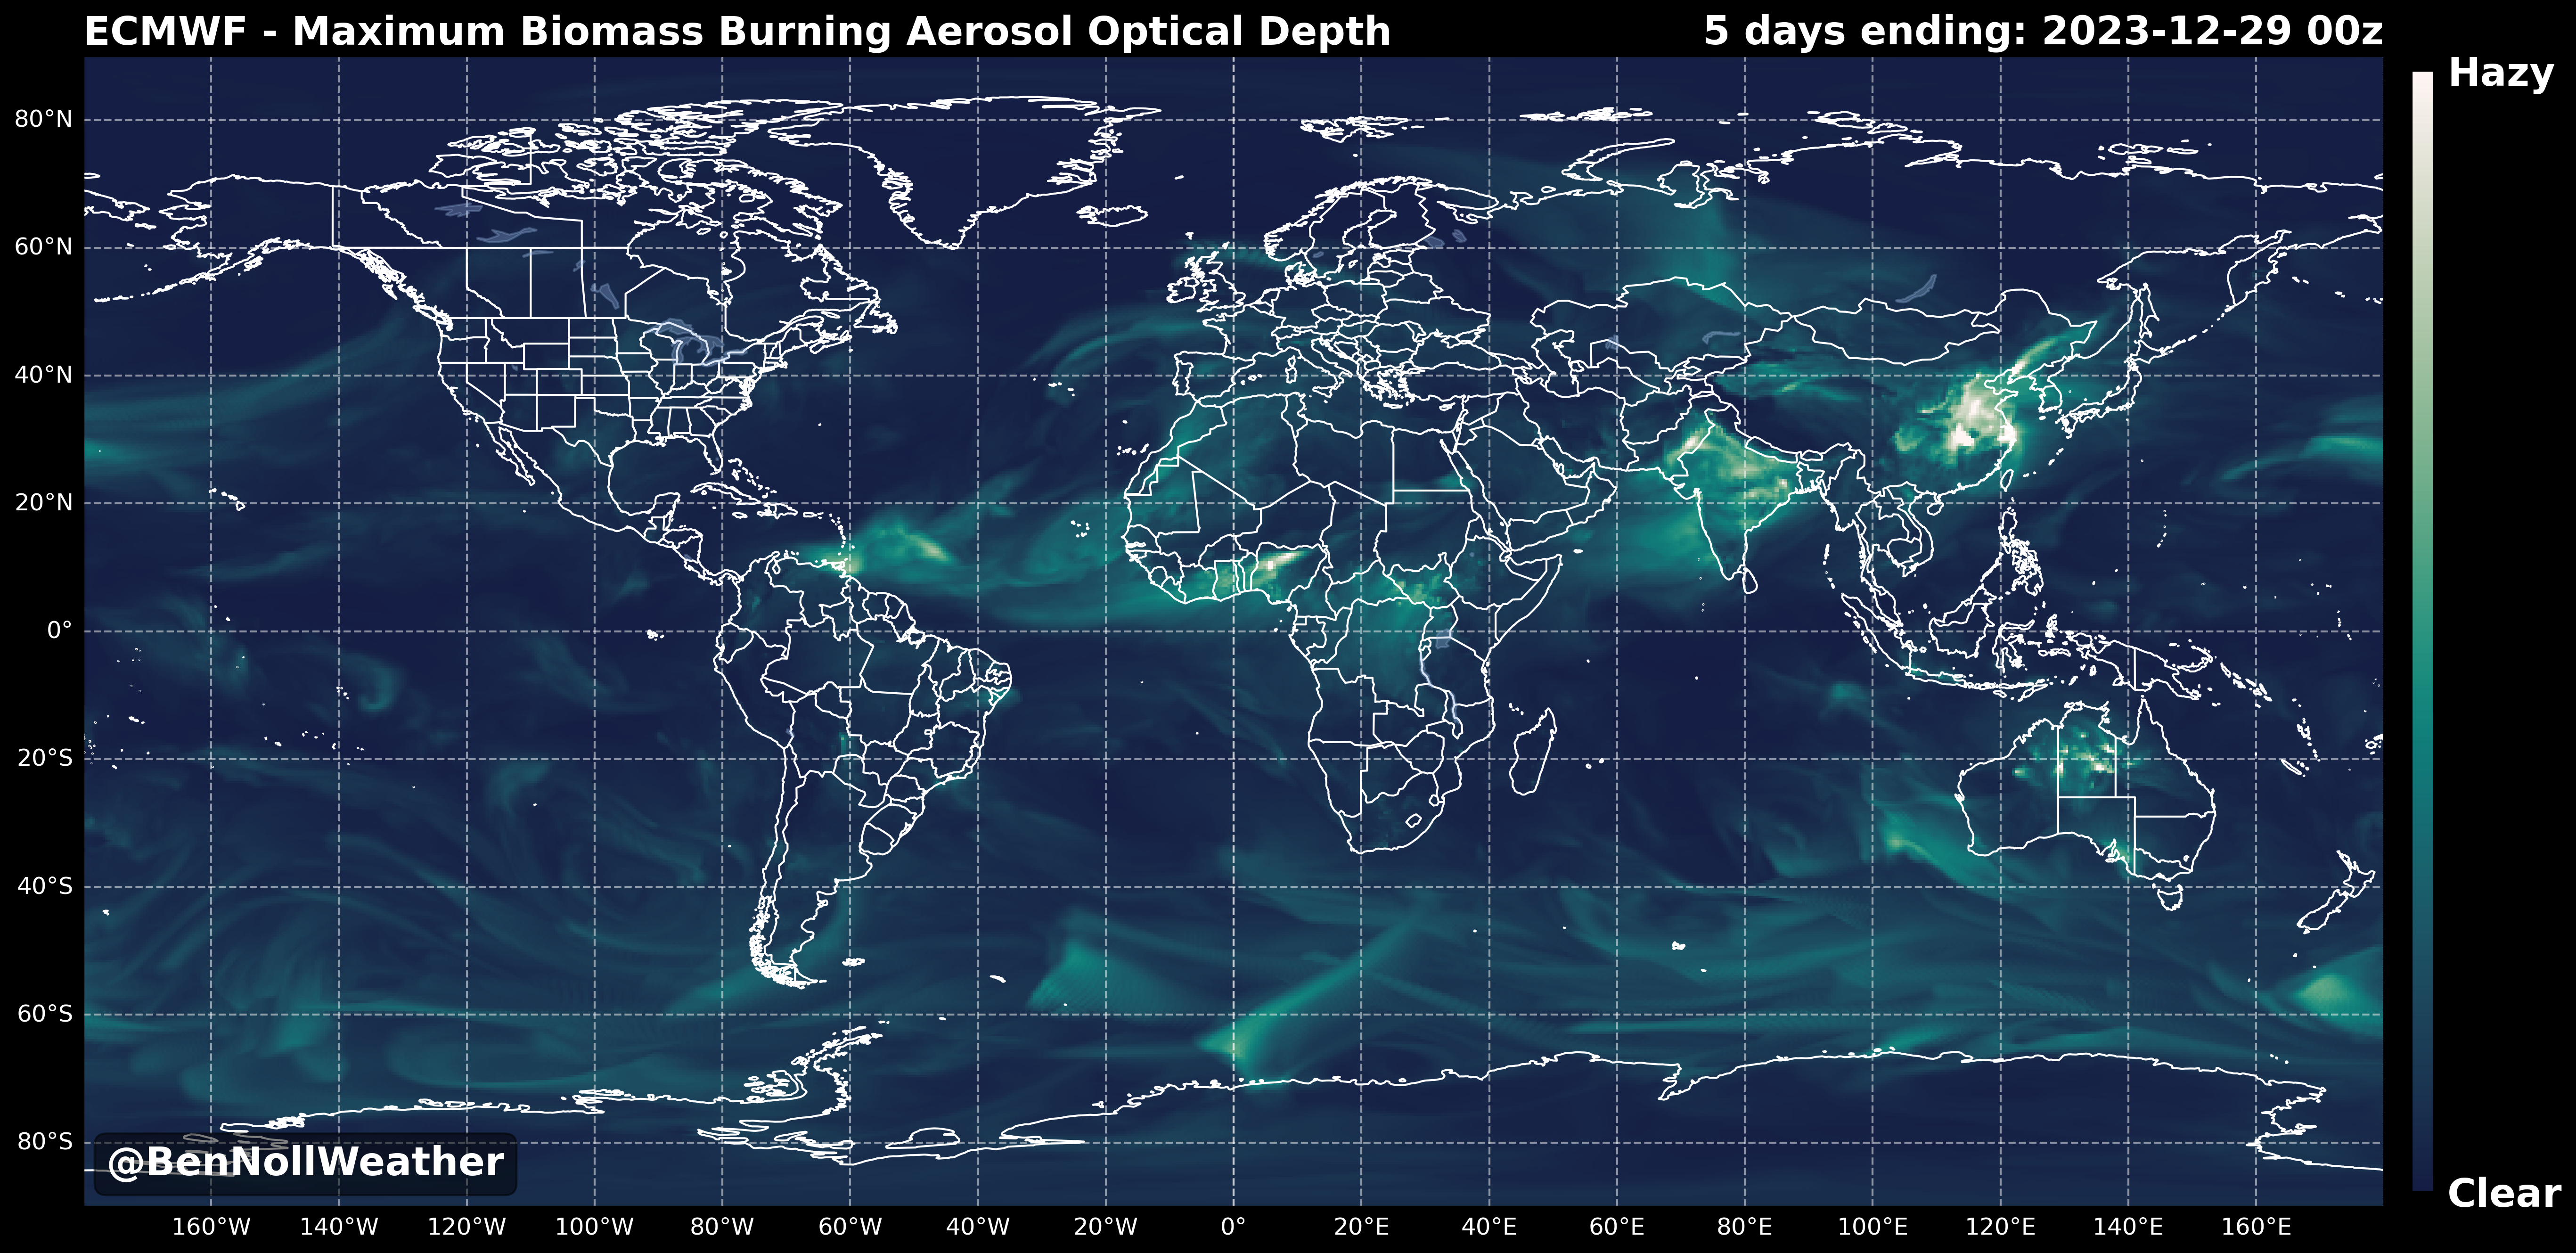 ECMWF - Maximum Biomass Burning Aerosol Optical Depth
5 days ending: 2023-12-29 00z
Hazy
80°N
60°N
40°N
20°N
0°
20°S
40°S
60°S
80°S
@BenNollWeather
Clear
160°W 140°W 120°W 100°W 80°W 60°W 40°W 20°W 0° 20°E 40°E 60°E 80°E 100°E 120°E 140°E 160°E